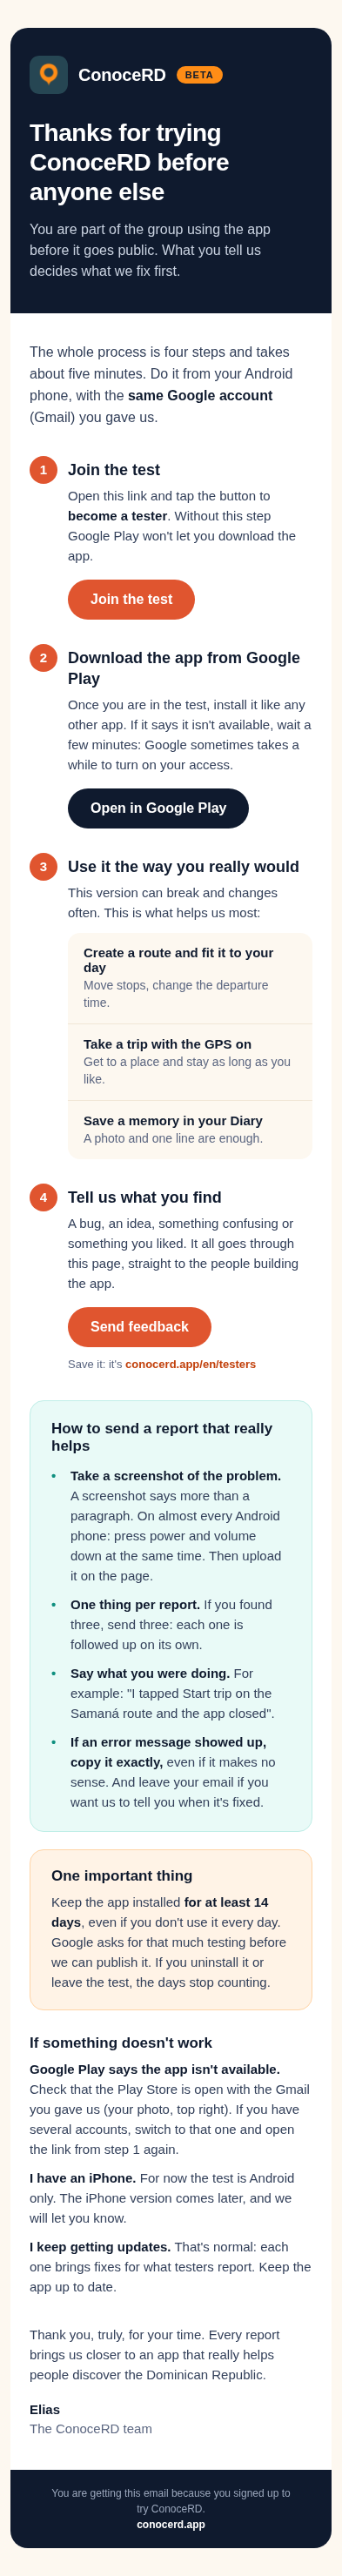 ConoceRD BETA
Thanks for trying
ConoceRD before
anyone else
You are part of the group using the app
before it goes public. What you tell us
decides what we fix first.
The whole process is four steps and takes
about five minutes. Do it from your Android
phone, with the same Google account
(Gmail) you gave us.
1 Join the test
Open this link and tap the button to
become a tester. Without this step
Google Play won't let you download the
app.
Join the test
2 Download the app from Google
Play
Once you are in the test, install it like any
other app. If it says it isn't available, wait a
few minutes: Google sometimes takes a
while to turn on your access.
Open in Google Play
3 Use it the way you really would
This version can break and changes
often. This is what helps us most:
Create a route and fit it to your
day
Move stops, change the departure
time.
Take a trip with the GPS on
Get to a place and stay as long as you
like.
Save a memory in your Diary
A photo and one line are enough.
4 Tell us what you find
A bug, an idea, something confusing or
something you liked. It all goes through
this page, straight to the people building
the app.
Send feedback
Save it: it's conocerd.app/en/testers
How to send a report that really
helps
• Take a screenshot of the problem.
A screenshot says more than a
paragraph. On almost every Android
phone: press power and volume
down at the same time. Then upload
it on the page.
• One thing per report. If you found
three, send three: each one is
followed up on its own.
• Say what you were doing. For
example: "I tapped Start trip on the
Samaná route and the app closed".
• If an error message showed up,
copy it exactly, even if it makes no
sense. And leave your email if you
want us to tell you when it's fixed.
One important thing
Keep the app installed for at least 14
days, even if you don't use it every day.
Google asks for that much testing before
we can publish it. If you uninstall it or
leave the test, the days stop counting.
If something doesn't work
Google Play says the app isn't available.
Check that the Play Store is open with the Gmail
you gave us (your photo, top right). If you have
several accounts, switch to that one and open
the link from step 1 again.
I have an iPhone. For now the test is Android
only. The iPhone version comes later, and we
will let you know.
I keep getting updates. That's normal: each
one brings fixes for what testers report. Keep the
app up to date.
Thank you, truly, for your time. Every report
brings us closer to an app that really helps
people discover the Dominican Republic.
Elias
The ConoceRD team
You are getting this email because you signed up to
try ConoceRD.
conocerd.app